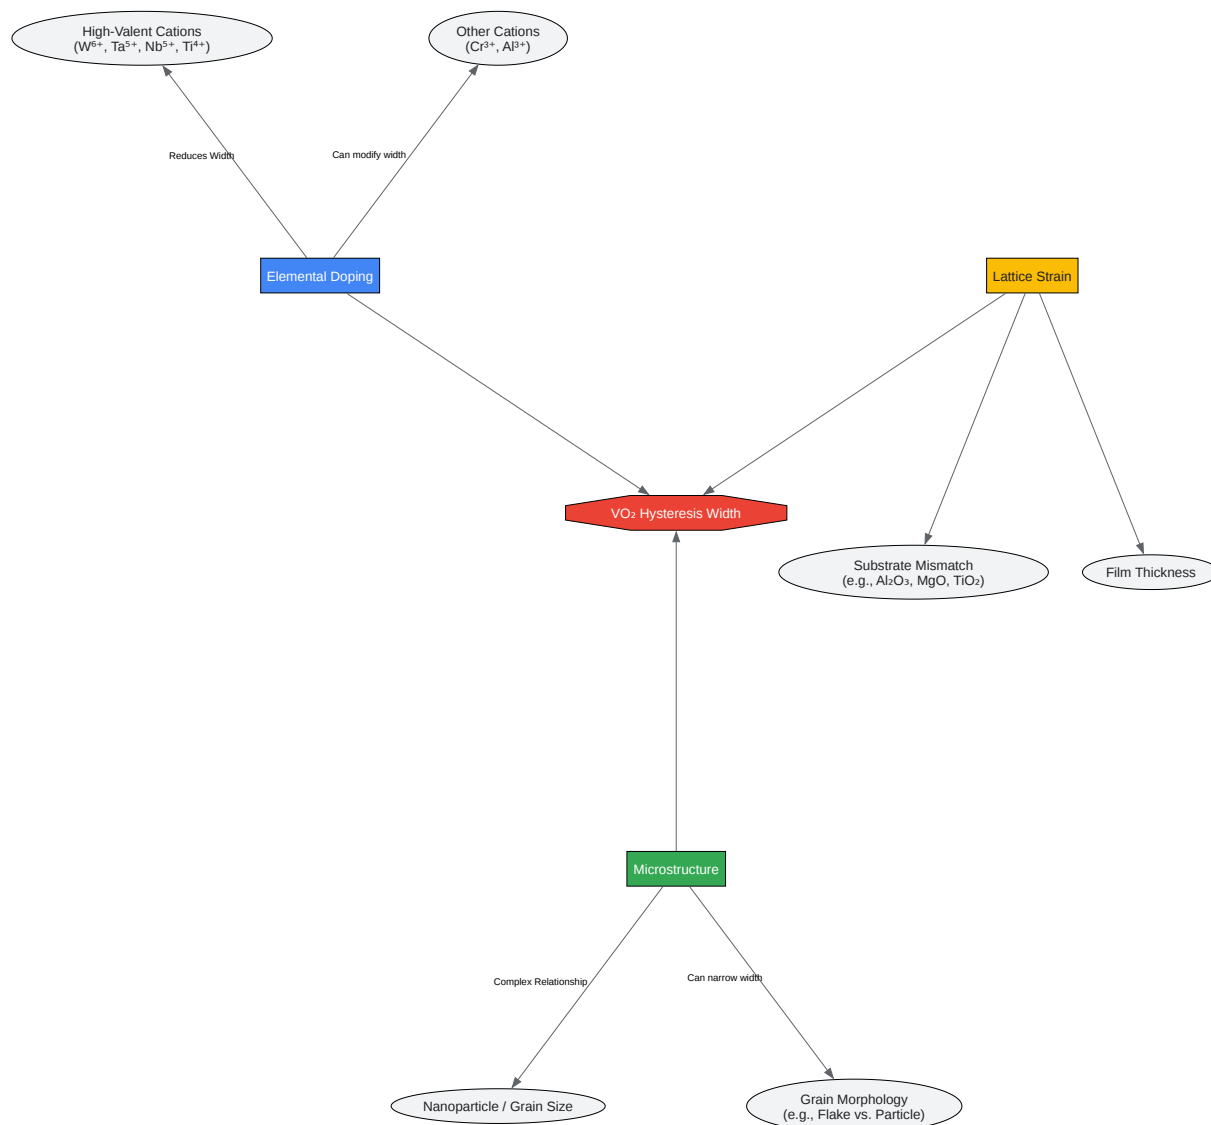 High-Valent Cations
(W⁶⁺, Ta⁵⁺, Nb⁵⁺, Ti⁴⁺)
Other Cations
(Cr³⁺, Al³⁺)
Reduces Width
Can modify width
Elemental Doping
Lattice Strain
VO₂ Hysteresis Width
Substrate Mismatch
(e.g., Al₂O₃, MgO, TiO₂)
Film Thickness
Microstructure
Complex Relationship
Can narrow width
Nanoparticle / Grain Size
Grain Morphology
(e.g., Flake vs. Particle)